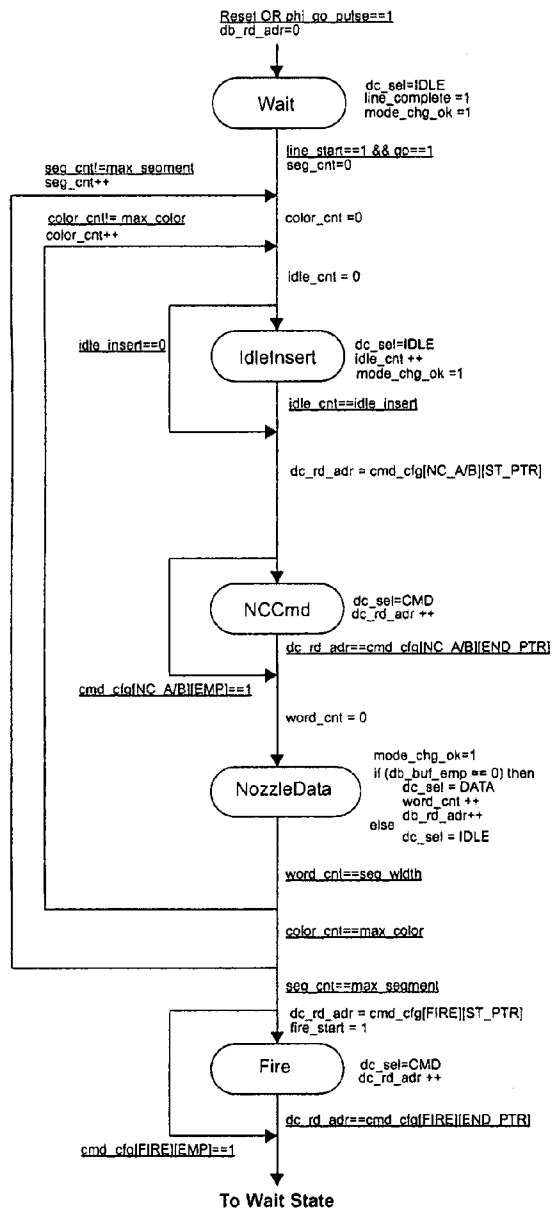 Reset OR phi_go_pulse==1
db_rd_adr=0
Wait
dc_sel=IDLE
line_complete =1
mode_chg_ok =1
line_start==1 && go==1
seg_cnt=0
seg_cnt!=max_segment
seg_cnt++
color_cnt =0
color_cnt!= max_color
color_cnt++
idle_cnt = 0
idle_insert==0
IdleInsert
dc_sel=IDLE
idle_cnt ++
mode_chg_ok =1
idle_cnt==idle_insert
dc_rd_adr = cmd_cfg[NC_A/B][ST_PTR]
NCCmd
dc_sel=CMD
dc_rd_adr ++
dc_rd_adr==cmd_cfg[NC_A/B][END_PTR]
cmd_cfg[NC_A/B][EMP]==1
word_cnt = 0
NozzleData
mode_chg_ok=1
if (db_buf_emp == 0) then
dc_sel = DATA
word_cnt ++
db_rd_adr++
else
dc_sel = IDLE
word_cnt==seg_width
color_cnt==max_color
seg_cnt==max_segment
dc_rd_adr = cmd_cfg[FIRE][ST_PTR]
fire_start = 1
Fire
dc_sel=CMD
dc_rd_adr ++
dc_rd_adr==cmd_cfg[FIRE][END_PTR]
cmd_cfg[FIRE][EMP]==1
To Wait State